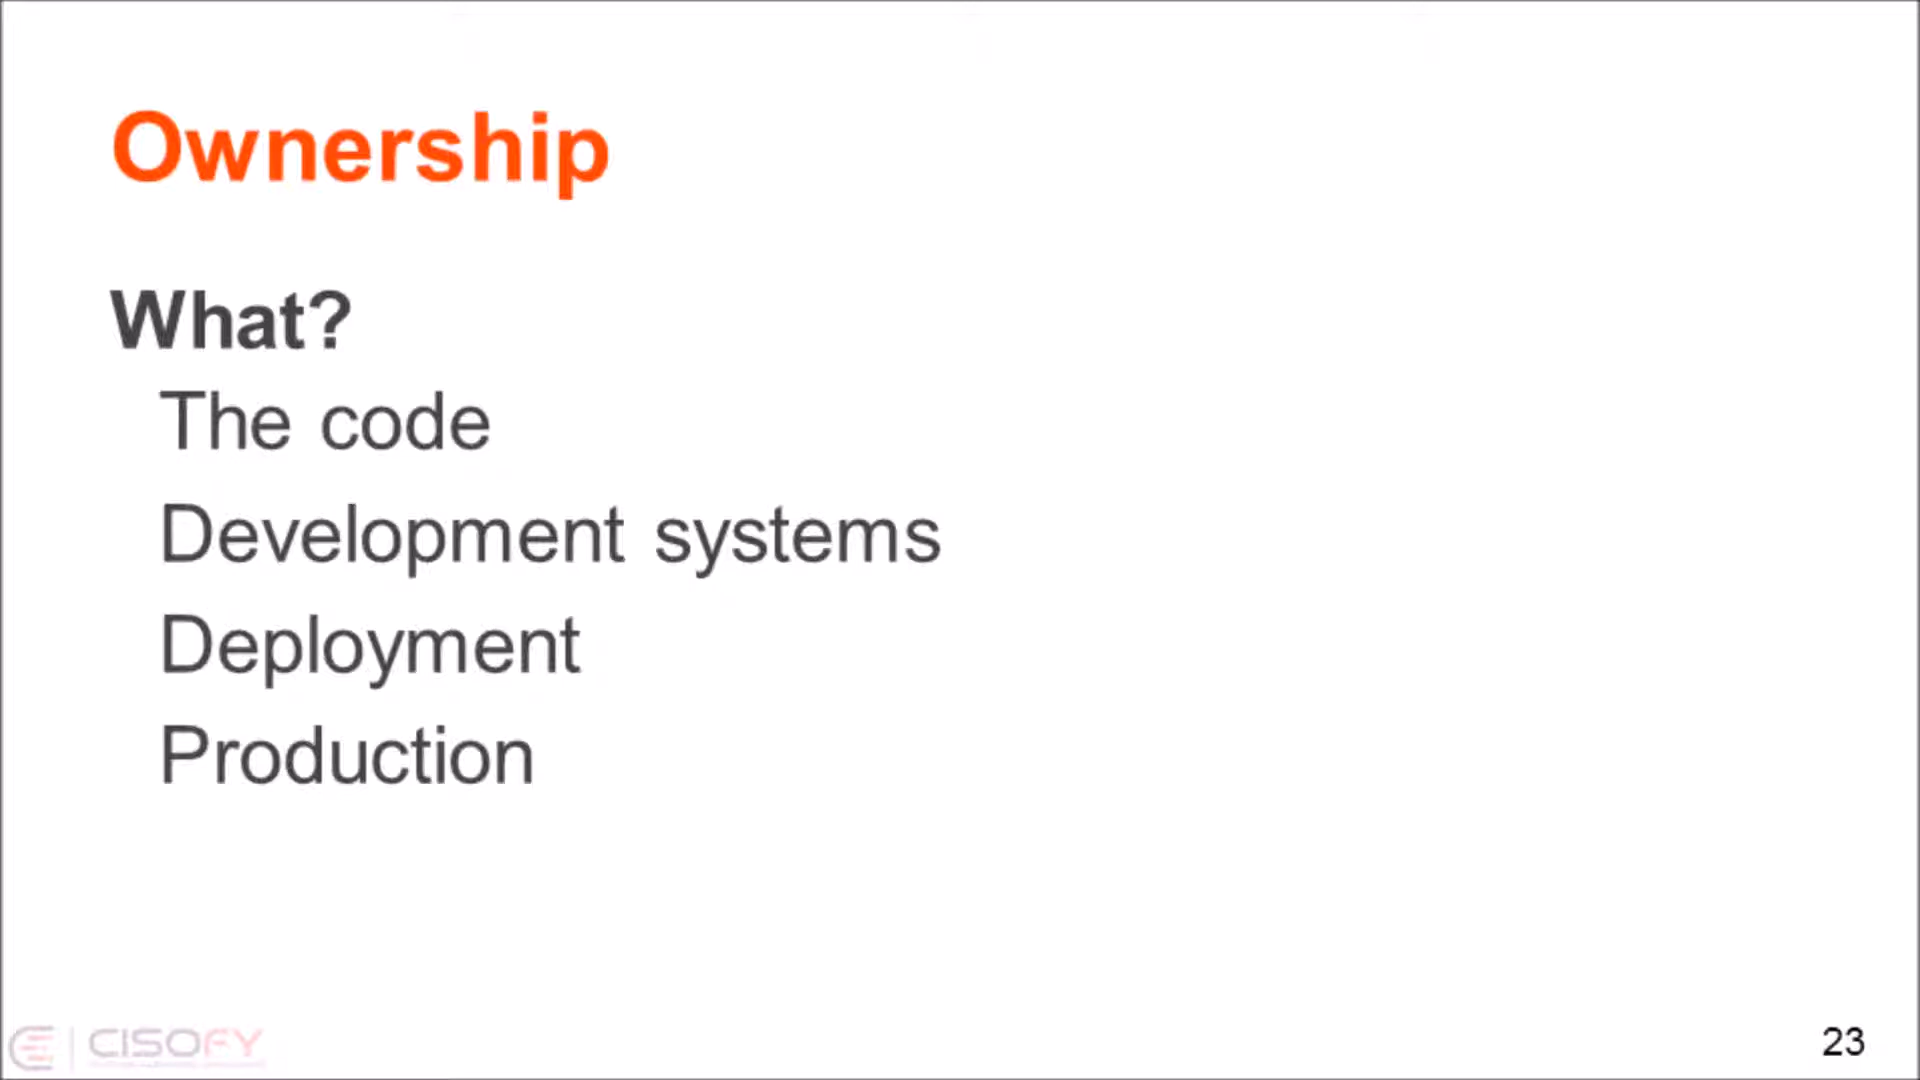 Ownership
What?
The code
Development systems
Deployment
Production
CISOFY
23